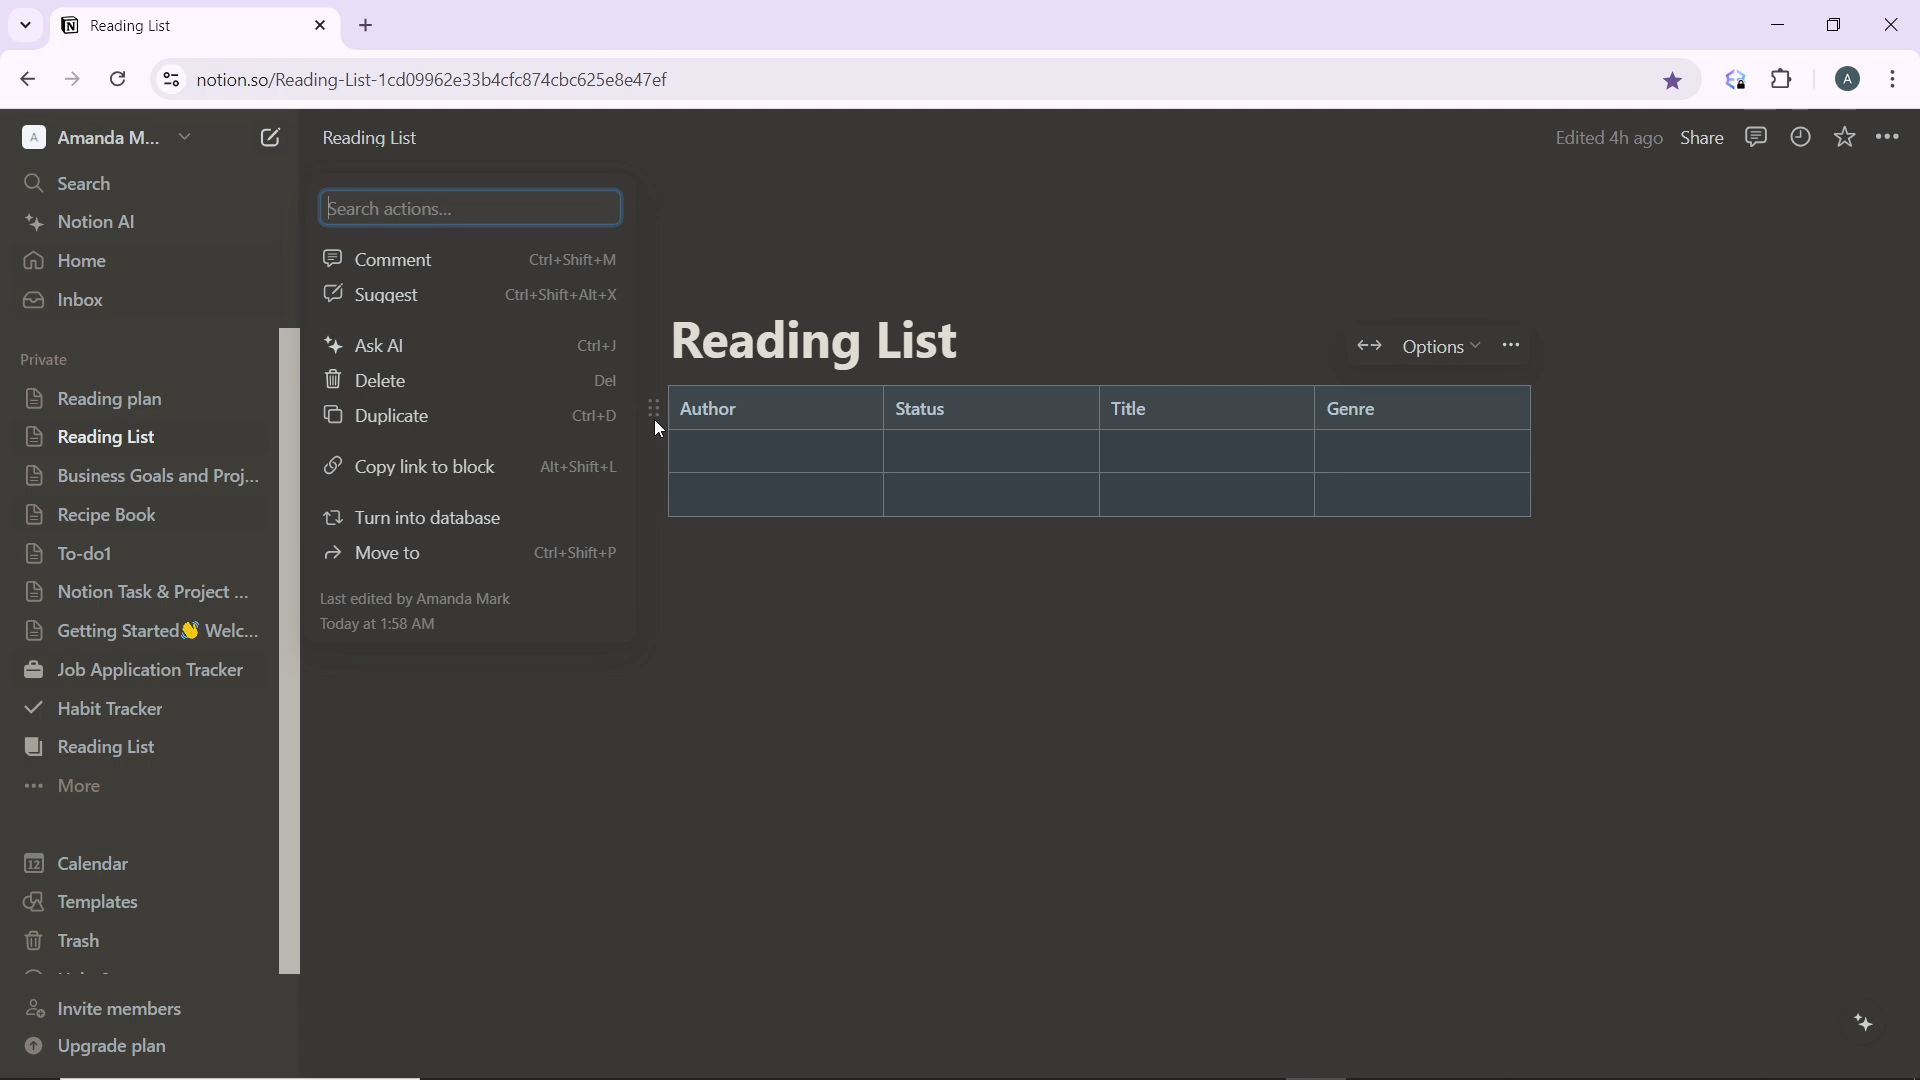 Reading List
notion.so/Reading-List-1cd09962e33b4cfc874cbc625e8e47ef
A
A Amanda M...
Reading List
Edited 4h ago Share
Search
Notion AI
Home
Inbox
Private
Reading plan
Reading List
Business Goals and Proj...
Recipe Book
To-do1
Notion Task & Project ...
Getting Started👋 Welc...
Job Application Tracker
Habit Tracker
Reading List
More
12 Calendar
Templates
Trash
Invite members
Upgrade plan
Search actions...
Comment Ctrl+Shift+M
Suggest Ctrl+Shift+Alt+X
Ask AI Ctrl+J
Delete Del
Duplicate Ctrl+D
Copy link to block Alt+Shift+L
Turn into database
Move to Ctrl+Shift+P
Last edited by Amanda Mark
Today at 1:58 AM
Reading List
Options
Author Status Title Genre